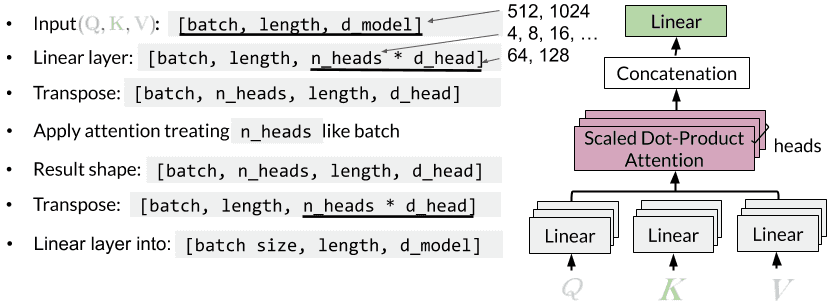 • Input(Q, K, V): [batch, length, d_model]
• Linear layer: [batch, length, n_heads * d_head]
• Transpose: [batch, n_heads, length, d_head]
• Apply attention treating n_heads like batch
• Result shape: [batch, n_heads, length, d_head]
• Transpose: [batch, length, n_heads * d_head]
• Linear layer into: [batch size, length, d_model]
512, 1024
4, 8, 16, ...
64, 128
Linear
Concatenation
Scaled Dot-Product
Attention
heads
Linear
Linear
Linear
Q
K
V